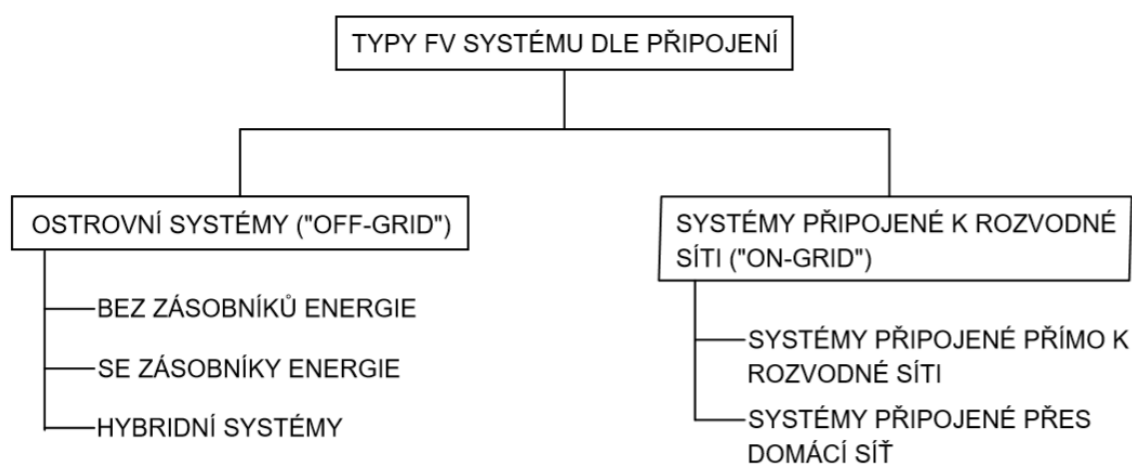 TYPY FV SYSTÉMU DLE PŘIPOJENÍ
OSTROVNÍ SYSTÉMY ("OFF-GRID")
BEZ ZÁSOBNÍKŮ ENERGIE
SE ZÁSOBNÍKY ENERGIE
HYBRIDNÍ SYSTÉMY
SYSTÉMY PŘIPOJENÉ K ROZVODNÉ
SÍTI ("ON-GRID")
SYSTÉMY PŘIPOJENÉ PŘÍMO K
ROZVODNÉ SÍTI
SYSTÉMY PŘIPOJENÉ PŘES
DOMÁCÍ SÍŤ